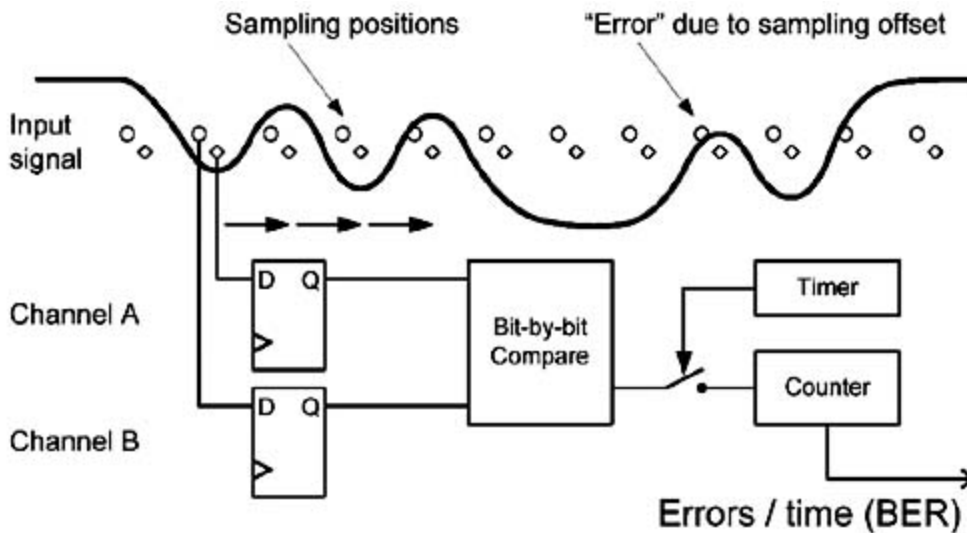 Sampling positions
"Error" due to sampling offset
Input
signal
Channel A
D Q
Bit-by-bit
Compare
Timer
Counter
Channel B
D Q
Errors / time (BER)